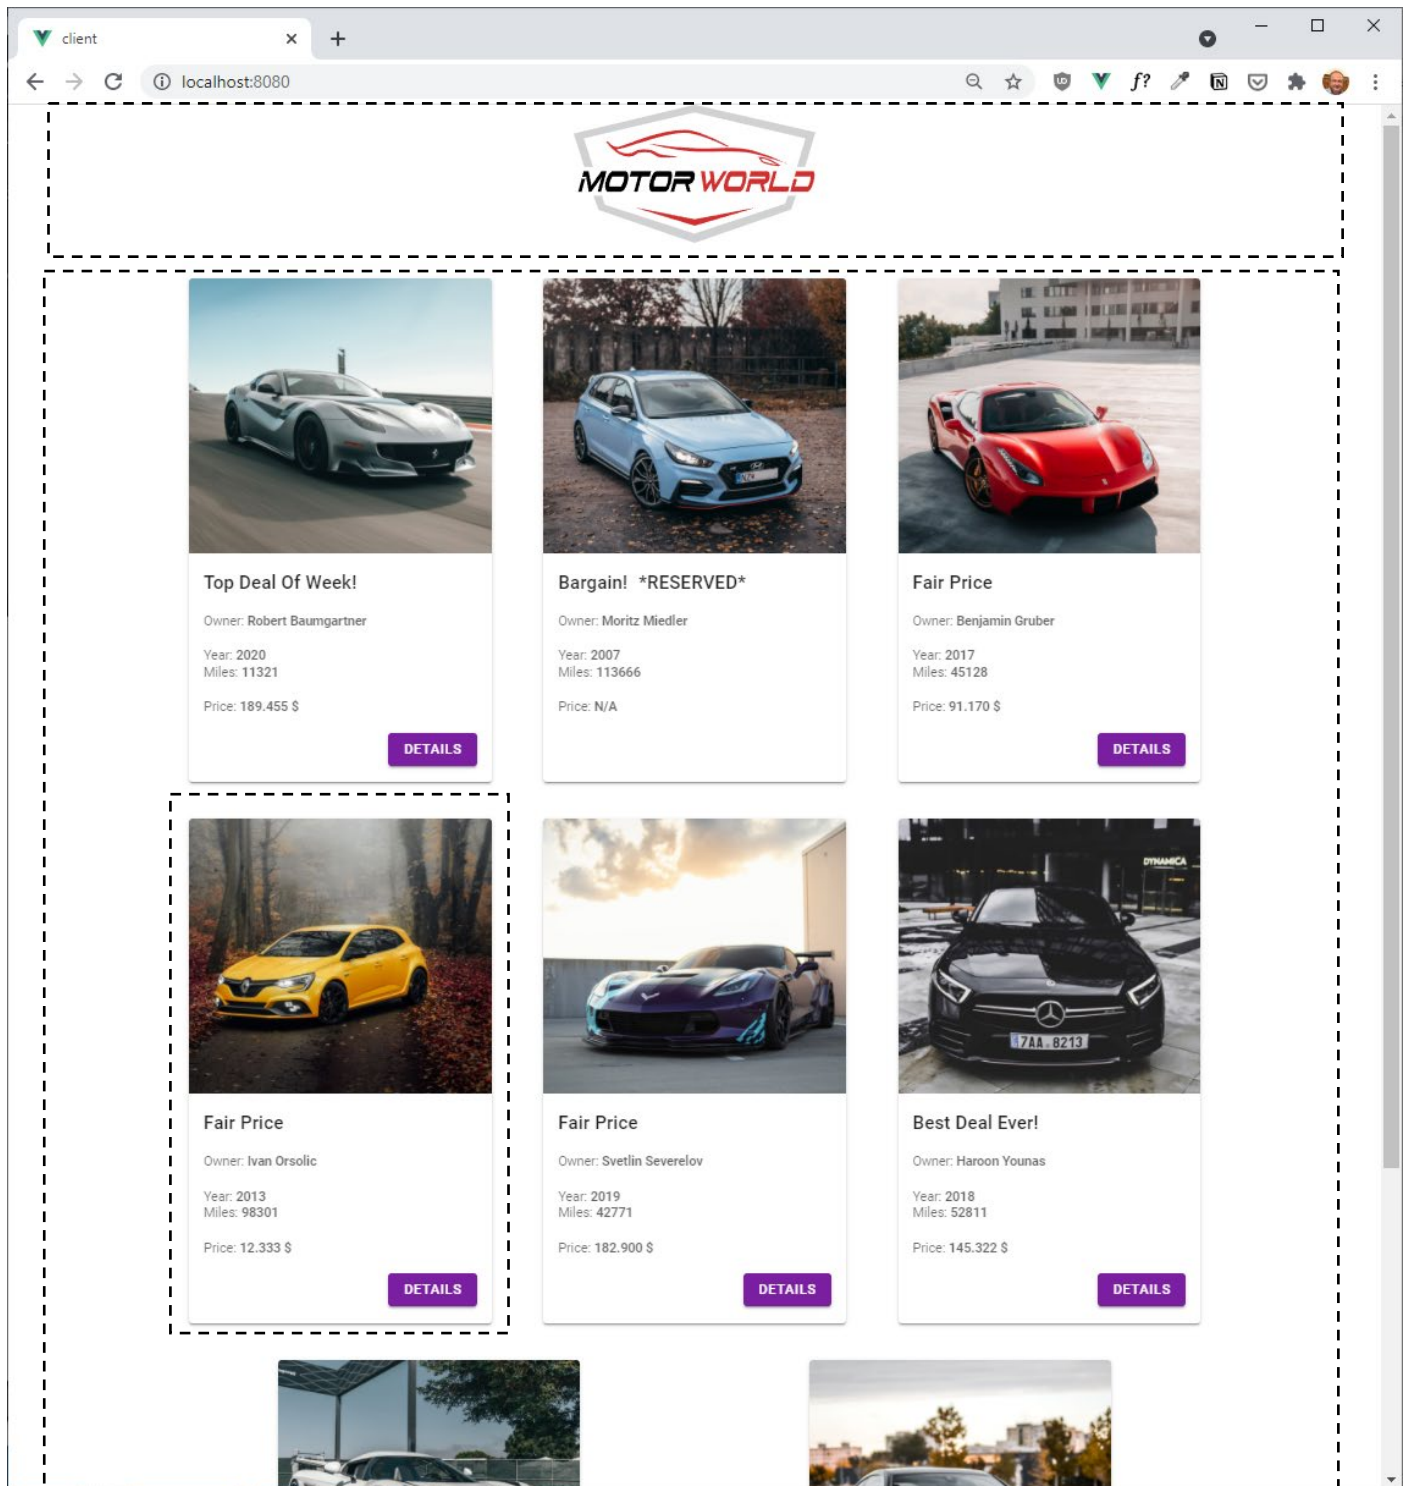 client
localhost:8080
MOTOR WORLD
Top Deal Of Week!
Owner: Robert Baumgartner
Year: 2020
Miles: 11321
Price: 189.455 $
DETAILS
Bargain! *RESERVED*
Owner: Moritz Miedler
Year: 2007
Miles: 113666
Price: N/A
Fair Price
Owner: Benjamin Gruber
Year: 2017
Miles: 45128
Price: 91.170 $
DETAILS
Fair Price
Owner: Ivan Orsolic
Year: 2013
Miles: 98301
Price: 12.333 $
DETAILS
Fair Price
Owner: Svetlin Severelov
Year: 2019
Miles: 42771
Price: 182.900 $
DETAILS
DYNAMICA
7AA 8213
Best Deal Ever!
Owner: Haroon Younas
Year: 2018
Miles: 52811
Price: 145.322 $
DETAILS